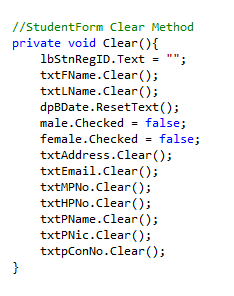 //StudentForm Clear Method
private void Clear(){
lbStnRegID.Text = "";
txtFName.Clear();
txtLName.Clear();
dpBDate.ResetText();
male.Checked = false;
female.Checked = false;
txtAddress.Clear();
txtEmail.Clear();
txtMPNo.Clear();
txtHPNo.Clear();
txtPName.Clear();
txtPNic.Clear();
txtpConNo.Clear();
}